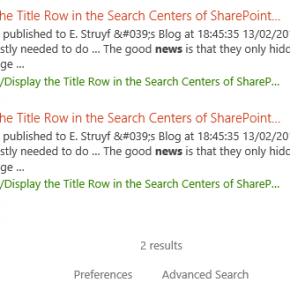 he Title Row in the Search Centers of SharePoint...
published to E. Struyf &#039;s Blog at 18:45:35 13/02/20
stly needed to do ... The good news is that they only hid
ge ...
/Display the Title Row in the Search Centers of ShareP...
he Title Row in the Search Centers of SharePoint...
published to E. Struyf &#039;s Blog at 18:45:35 13/02/20
stly needed to do ... The good news is that they only hid
ge ...
/Display the Title Row in the Search Centers of ShareP...
2 results
Preferences Advanced Search